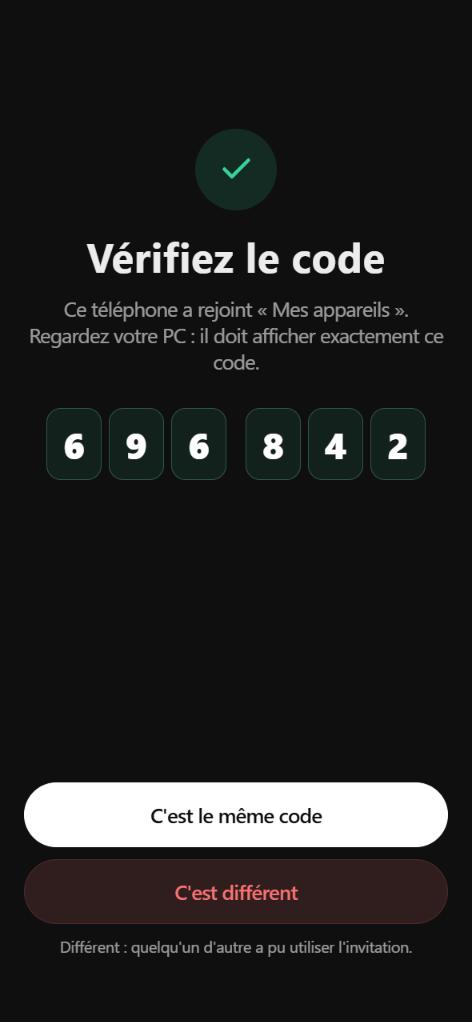 Vérifiez le code
Ce téléphone a rejoint « Mes appareils ».
Regardez votre PC : il doit afficher exactement ce
code.
6 9 6 8 4 2
C'est le même code
C'est différent
Différent : quelqu'un d'autre a pu utiliser l'invitation.